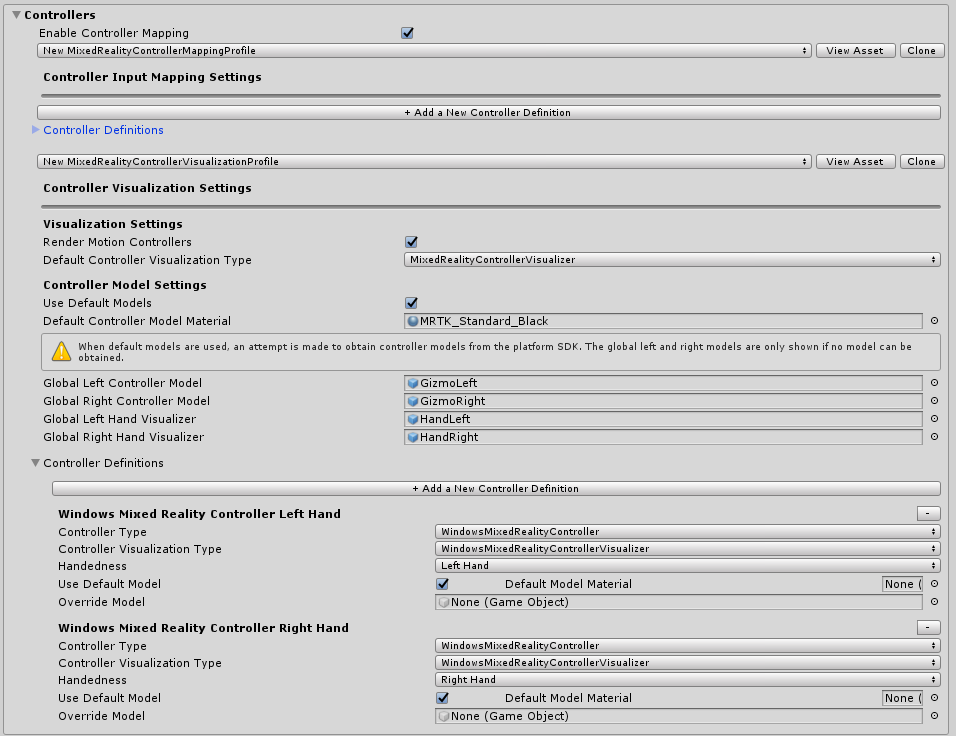 Controllers
Enable Controller Mapping
New MixedRealityControllerMappingProfile View Asset Clone
Controller Input Mapping Settings
+ Add a New Controller Definition
Controller Definitions
New MixedRealityControllerVisualizationProfile View Asset Clone
Controller Visualization Settings
Visualization Settings
Render Motion Controllers
Default Controller Visualization Type MixedRealityControllerVisualizer
Controller Model Settings
Use Default Models
Default Controller Model Material MRTK_Standard_Black
When default models are used, an attempt is made to obtain controller models from the platform SDK. The global left and right models are only shown if no model can be
obtained.
Global Left Controller Model GizmoLeft
Global Right Controller Model GizmoRight
Global Left Hand Visualizer HandLeft
Global Right Hand Visualizer HandRight
Controller Definitions
+ Add a New Controller Definition
Windows Mixed Reality Controller Left Hand -
Controller Type WindowsMixedRealityController
Controller Visualization Type WindowsMixedRealityControllerVisualizer
Handedness Left Hand
Use Default Model Default Model Material None (
Override Model None (Game Object)
Windows Mixed Reality Controller Right Hand -
Controller Type WindowsMixedRealityController
Controller Visualization Type WindowsMixedRealityControllerVisualizer
Handedness Right Hand
Use Default Model Default Model Material None (
Override Model None (Game Object)